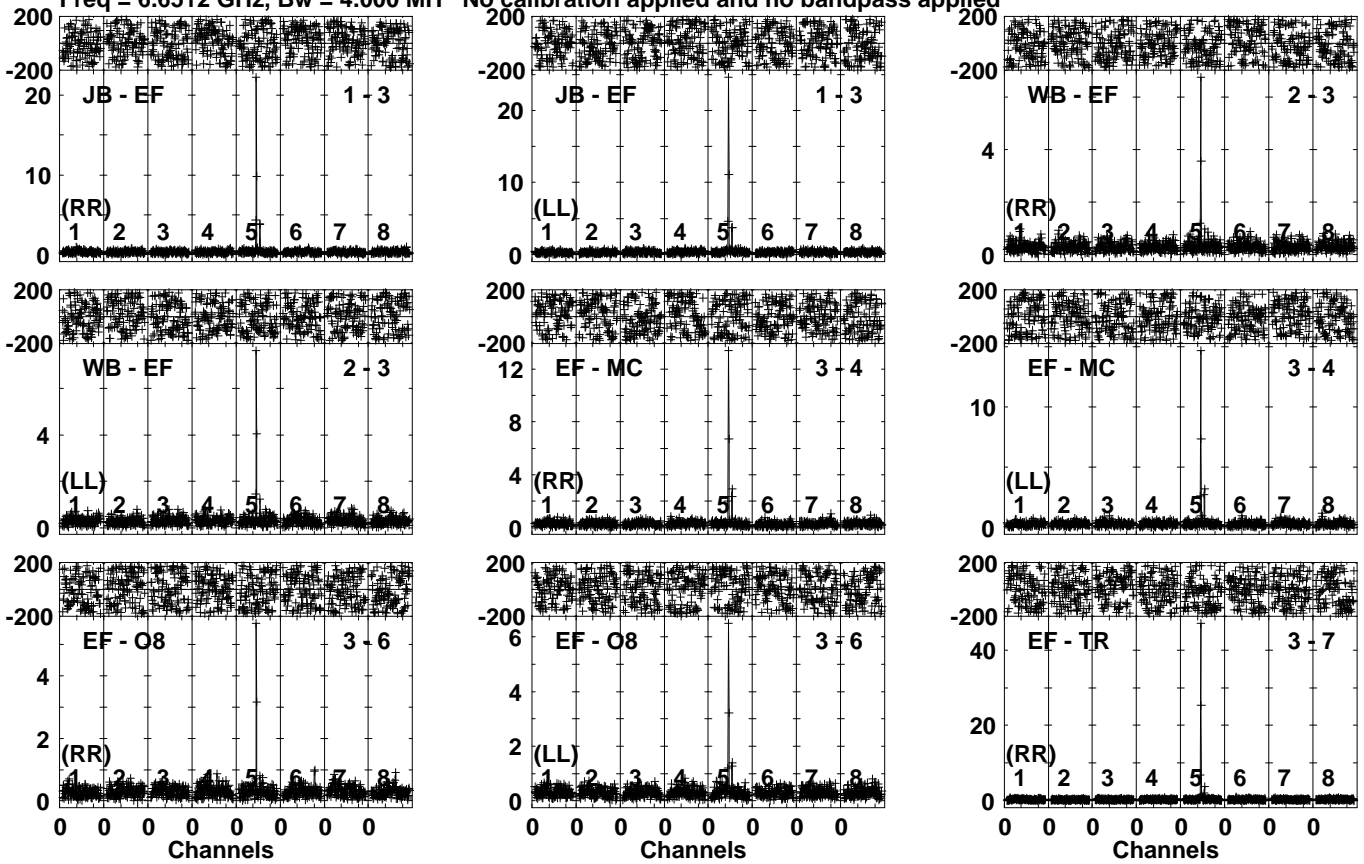 Freq = 6.6512 GHz, Bw = 4.000 MH No calibration applied and no bandpass applied
200 200 200
-200 -200 -200
JB - EF 1 - 3 JB - EF 1 - 3 WB - EF 2 - 3
20 20 4
10 10
(RR) (LL) (RR)
1 2 3 4 5 6 7 8 1 2 3 4 5 6 7 8 1 2 3 4 5 6 7 8
0 0 0
200 200 200
-200 -200 -200
WB - EF 2 - 3 EF - MC 3 - 4 EF - MC 3 - 4
4 12 10
8
4
(LL) (RR) (LL)
1 2 3 4 5 6 7 8 1 2 3 4 5 6 7 8 1 2 3 4 5 6 7 8
0 0 0
200 200 200
-200 -200 -200
EF - O8 3 - 6 EF - O8 3 - 6 EF - TR 3 - 7
4 6 40
2 4 20
2
(RR) (LL) (RR)
1 2 3 4 5 6 7 8 1 2 3 4 5 6 7 8 1 2 3 4 5 6 7 8
0 0 0
0 0 0 0 0 0 0 0 0 0 0 0 0 0 0 0 0 0 0 0 0 0 0 0
Channels Channels Channels